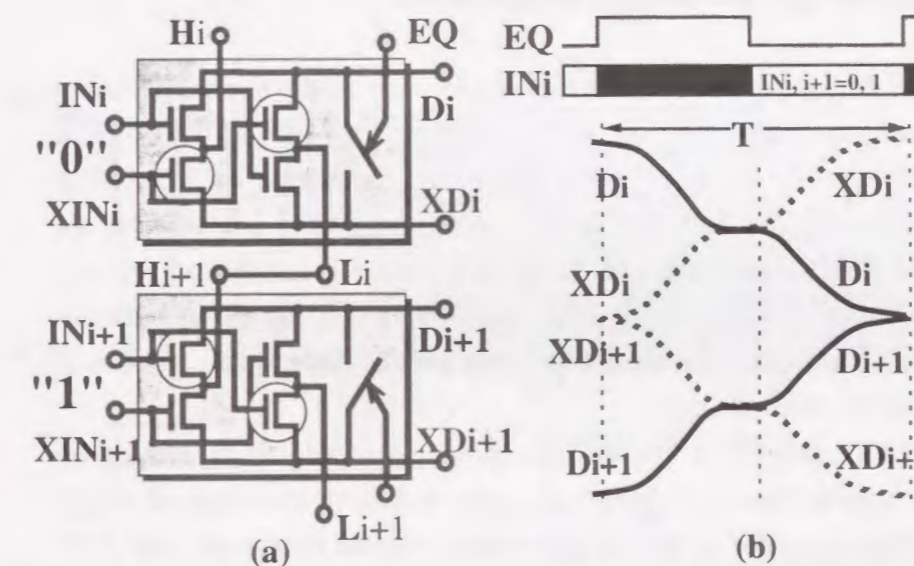 Hi
EQ
INi
Di
"0"
XINi
XDi
Hi+1
Li
INi+1
Di+1
"1"
XINi+1
XDi+1
Li+1
(a)
EQ
INi
INi, i+1=0, 1
T
Di
XDi
XDi
Di
XDi+1
Di+1
Di+1
XDi+
(b)